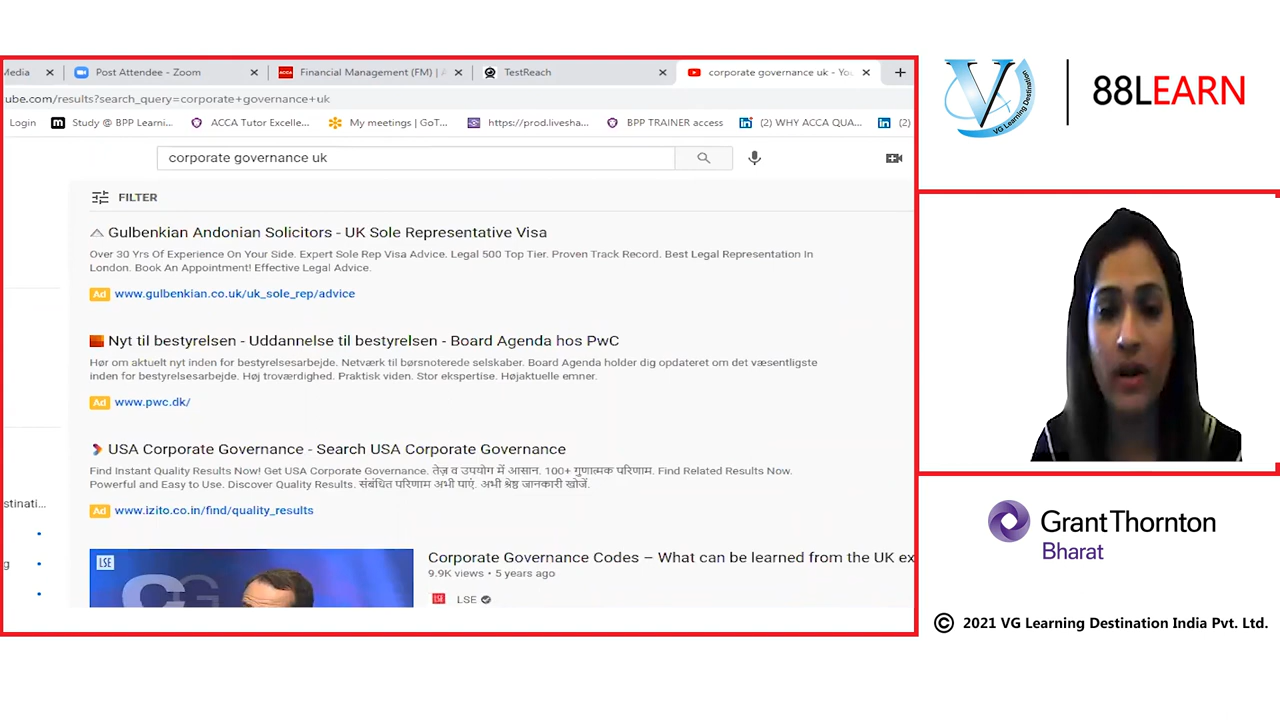 Media
Post Attendee - Zoom
Financial Management (FM) | A
TestReach
corporate governance uk - You
ube.com/results?search_query=corporate+governance+uk
Login
Study @ BPP Learni...
ACCA Tutor Excelle...
My meetings | GoT...
https://prod.livesha...
BPP TRAINER access
(2) WHY ACCA QUA...
(2)
corporate governance uk
FILTER
Gulbenkian Andonian Solicitors - UK Sole Representative Visa
Over 30 Yrs Of Experience On Your Side. Expert Sole Rep Visa Advice. Legal 500 Top Tier. Proven Track Record. Best Legal Representation In
London. Book An Appointment! Effective Legal Advice.
Ad www.gulbenkian.co.uk/uk_sole_rep/advice
Nyt til bestyrelsen - Uddannelse til bestyrelsen - Board Agenda hos PwC
Hør om aktuelt nyt inden for bestyrelsesarbejde. Netværk til børsnoterede selskaber. Board Agenda holder dig opdateret om det væsentligste
inden for bestyrelsesarbejde. Høj troværdighed. Praktisk viden. Stor ekspertise. Højaktuelle emner.
Ad www.pwc.dk/
USA Corporate Governance - Search USA Corporate Governance
Find Instant Quality Results Now! Get USA Corporate Governance. तेज़ व उपयोग में आसान. 100+ गुणात्मक परिणाम. Find Related Results Now.
Powerful and Easy to Use. Discover Quality Results. संबंधित परिणाम अभी पाएं. अभी श्रेष्ठ जानकारी खोजें.
Ad www.izito.co.in/find/quality_results
stinati...
g
LSE
CG
Corporate Governance Codes – What can be learned from the UK ex
9.9K views • 5 years ago
LSE LSE
V
VG Learning Destination
88LEARN
Grant Thornton
Bharat
© 2021 VG Learning Destination India Pvt. Ltd.